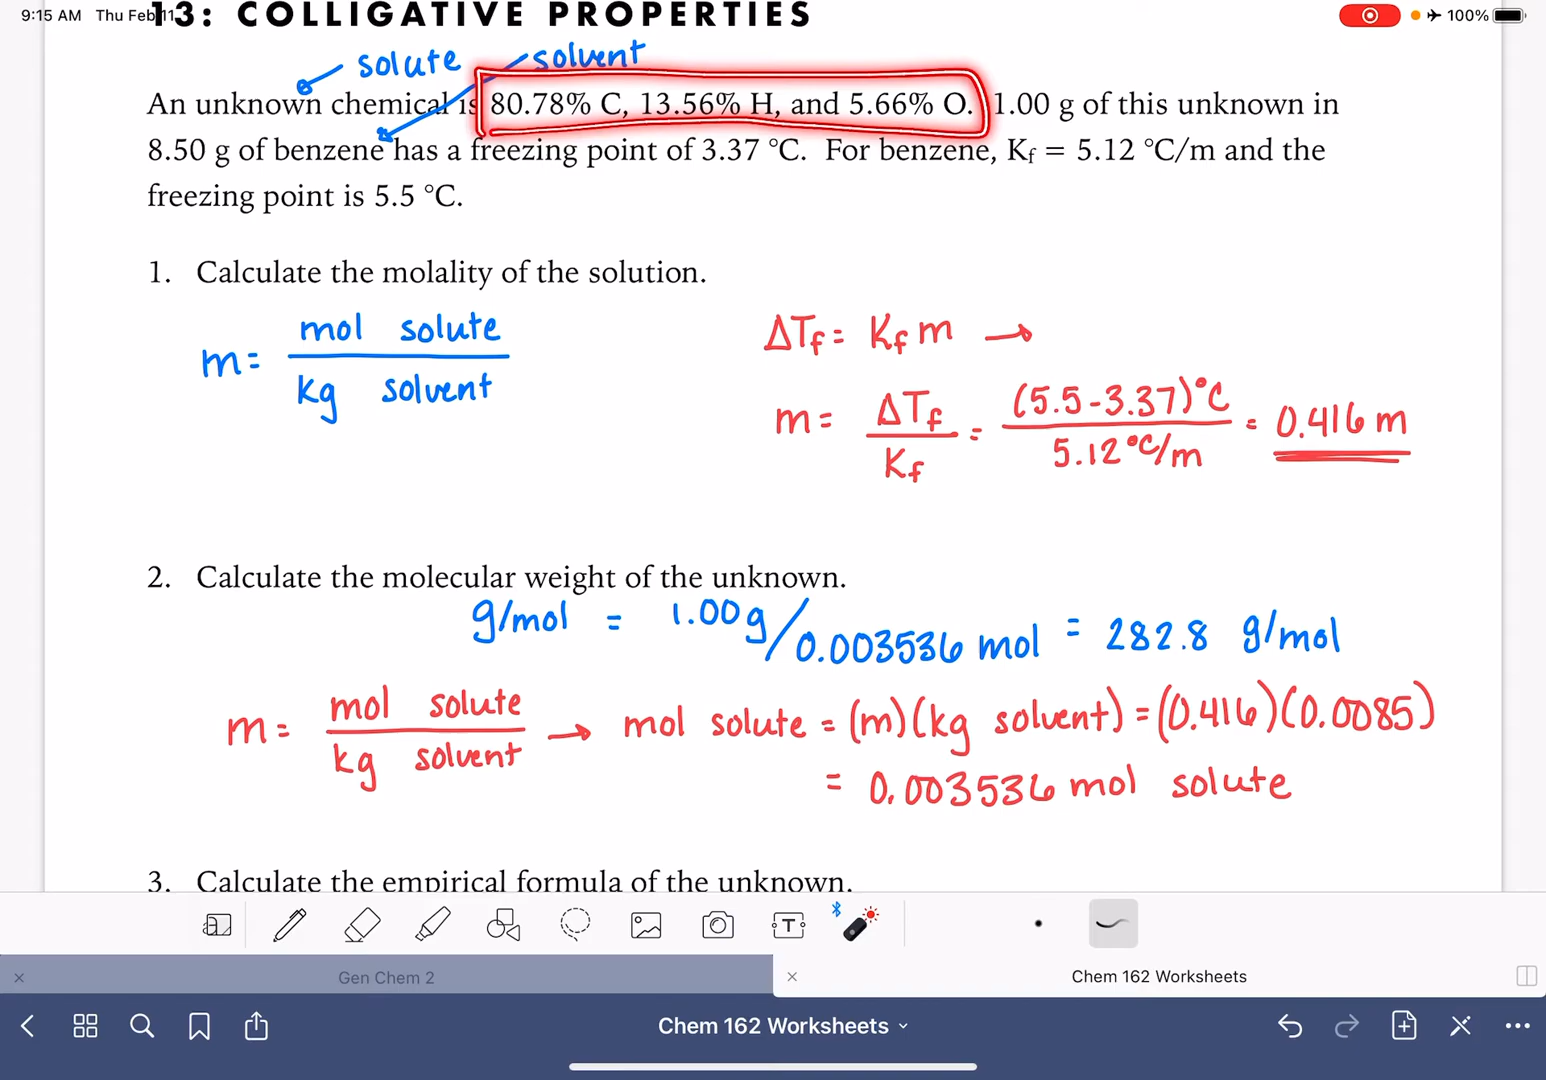 9:15 AM Thu Feb 11
100%
13: COLLIGATIVE PROPERTIES
solute solvent
An unknown chemical is 80.78% C, 13.56% H, and 5.66% O. 1.00 g of this unknown in
8.50 g of benzene has a freezing point of 3.37 °C. For benzene, Kf = 5.12 °C/m and the
freezing point is 5.5 °C.
1. Calculate the molality of the solution.
m = mol solute / kg solvent
ΔTf = Kf m →
m = ΔTf / Kf = (5.5-3.37)°C / 5.12°C/m = 0.416 m
2. Calculate the molecular weight of the unknown.
g/mol = 1.00g/0.003536 mol = 282.8 g/mol
m = mol solute / kg solvent → mol solute = (m)(kg solvent) = (0.416)(0.0085)
= 0.003536 mol solute
3. Calculate the empirical formula of the unknown.
T
Gen Chem 2
Chem 162 Worksheets
Chem 162 Worksheets